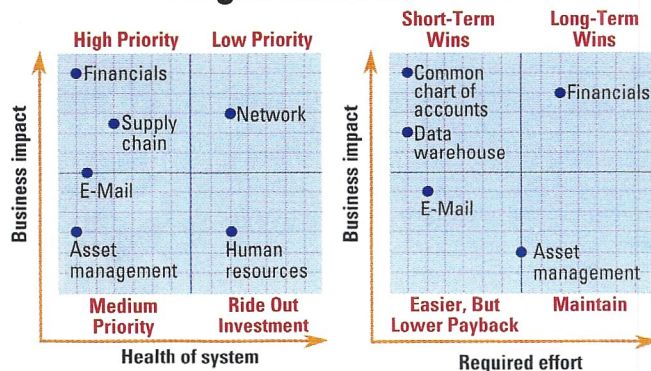 High Priority
Low Priority
Financials
Supply
chain
Network
E-Mail
Asset
management
Human
resources
Medium
Priority
Ride Out
Investment
Business impact
Health of system
Short-Term
Wins
Long-Term
Wins
Common
chart of
accounts
Financials
Data
warehouse
E-Mail
Asset
management
Easier, But
Lower Payback
Maintain
Business impact
Required effort